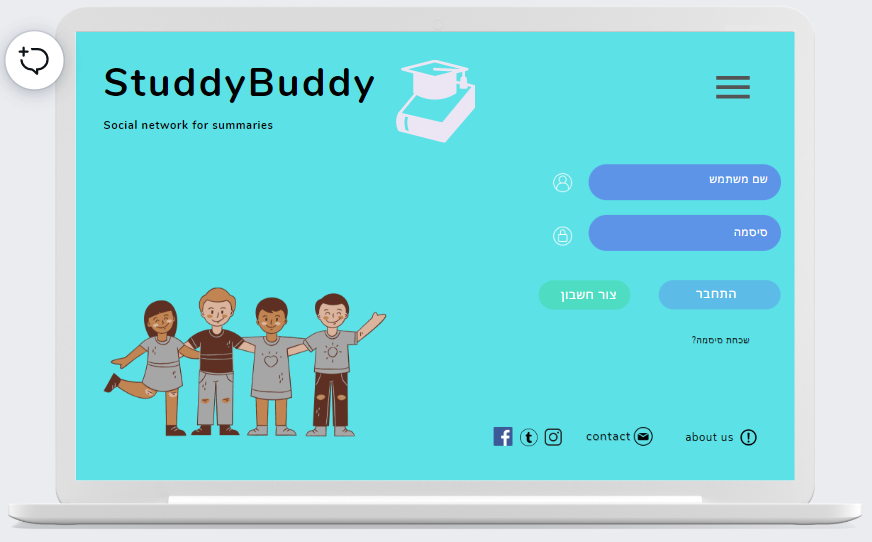 StuddyBuddy
Social network for summaries
שם משתמש
סיסמה
התחבר
צור חשבון
שכחת סיסמה?
contact
about us